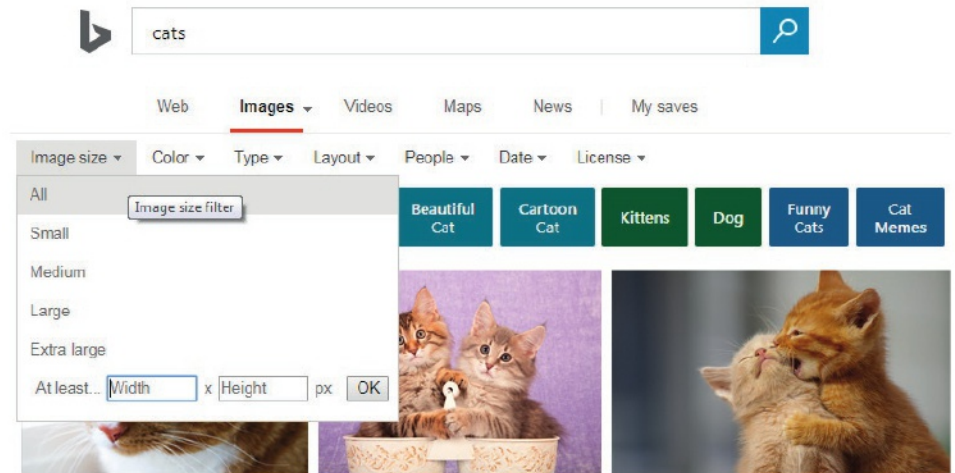 cats
Web Images Videos Maps News My saves
Image size Color Type Layout People Date License
All
Image size filter
Small
Medium
Large
Extra large
At least... Width x Height px OK
Beautiful
Cat
Cartoon
Cat
Kittens
Dog
Funny
Cats
Cat
Memes